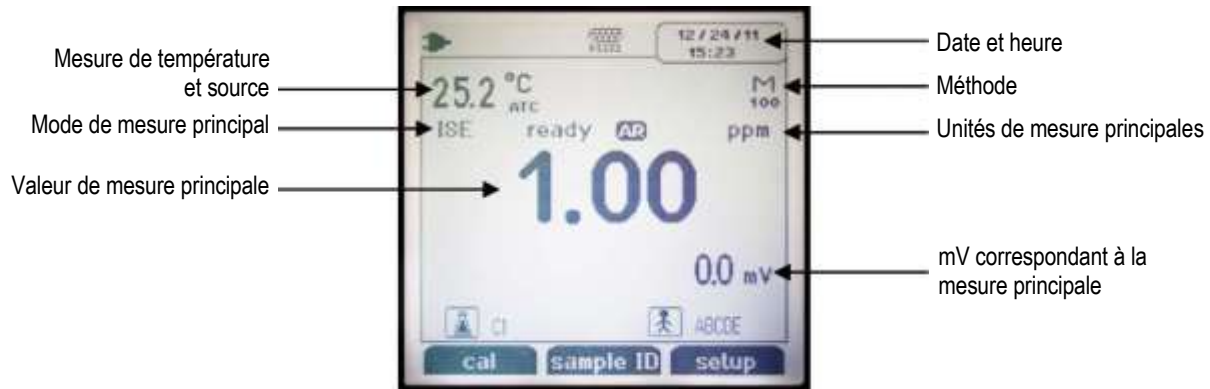 Mesure de température
et source
Mode de mesure principal
Valeur de mesure principale
12/24/11
15:23
25.2 °C
ATC
M
100
ISE ready AR ppm
1.00
0.0 mV
C1 ABCDE
cal sample ID setup
Date et heure
Méthode
Unités de mesure principales
mV correspondant à la
mesure principale